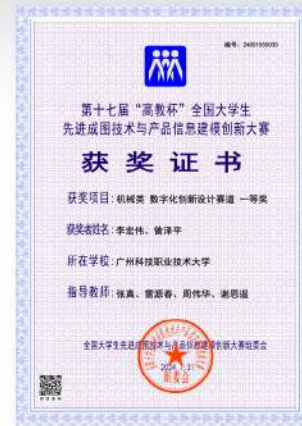 编号: 24001550030
第十七届“高教杯”全国大学生
先进成图技术与产品信息建模创新大赛
获奖证书
获奖项目: 机械类 数字化创新设计赛道 一等奖
获奖者姓名: 李宏伟、曾泽平
所在学校: 广州科技职业技术大学
指导教师: 张真、雷源春、周伟华、谢思遥
全国大学生先进成图技术与产品信息建模创新大赛组委会
2024.7.31
组委会